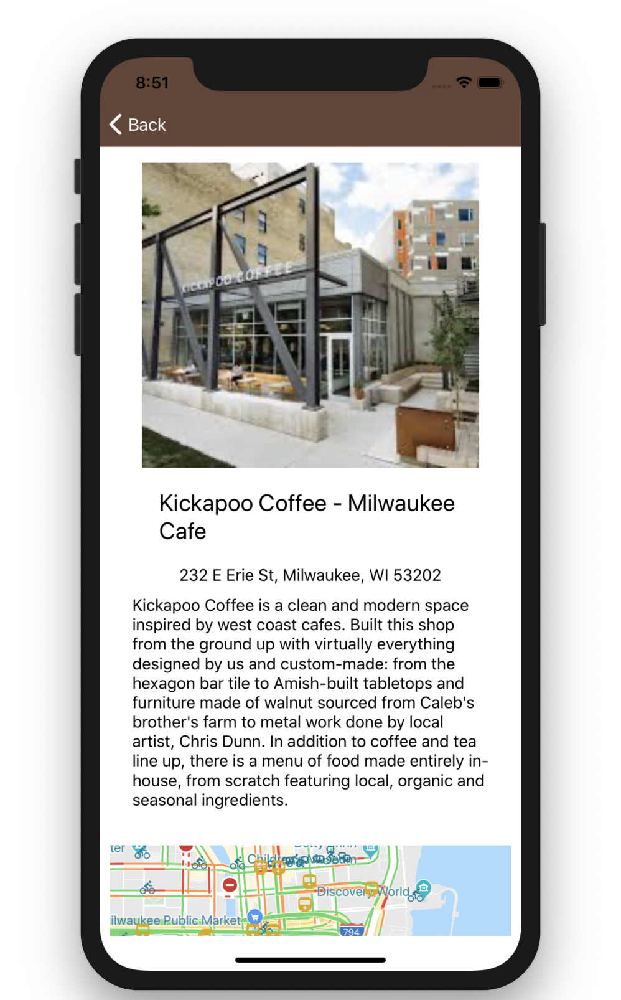 8:51
Back
KICKAPOO COFFEE
Kickapoo Coffee - Milwaukee
Cafe
232 E Erie St, Milwaukee, WI 53202
Kickapoo Coffee is a clean and modern space
inspired by west coast cafes. Built this shop
from the ground up with virtually everything
designed by us and custom-made: from the
hexagon bar tile to Amish-built tabletops and
furniture made of walnut sourced from Caleb's
brother's farm to metal work done by local
artist, Chris Dunn. In addition to coffee and tea
line up, there is a menu of food made entirely in-
house, from scratch featuring local, organic and
seasonal ingredients.
ter
Discovery World
ilwaukee Public Market
794